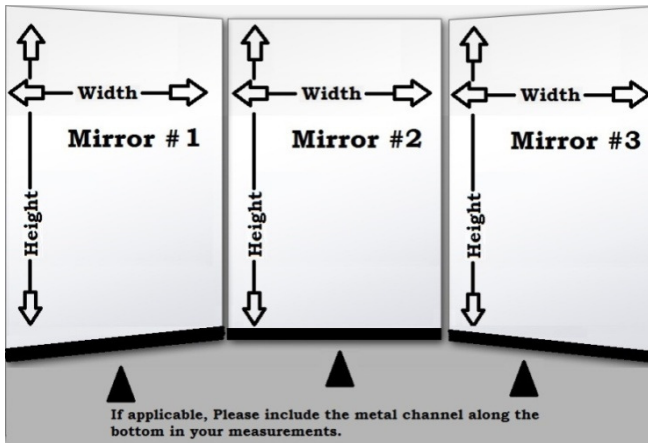 Width
Mirror # 1
Height
Width
Mirror #2
Height
Width
Mirror #3
Height
If applicable, Please include the metal channel along the
bottom in your measurements.